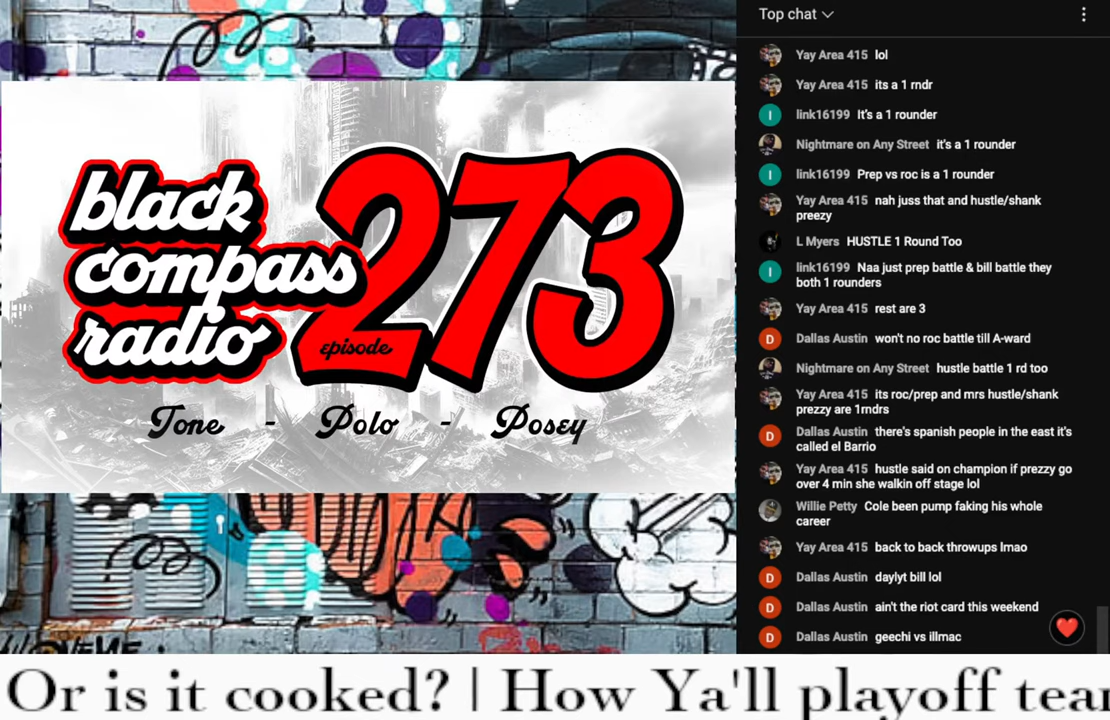 black
compass
radio
273
episode
Tone - Polo - Posey
Top chat
Yay Area 415 lol
Yay Area 415 its a 1 rndr
I link16199 It's a 1 rounder
Nightmare on Any Street it's a 1 rounder
I link16199 Prep vs roc is a 1 rounder
Yay Area 415 nah juss that and hustle/shank
preezy
L Myers HUSTLE 1 Round Too
I link16199 Naa just prep battle & bill battle they
both 1 rounders
Yay Area 415 rest are 3
D Dallas Austin won't no roc battle till A-ward
Nightmare on Any Street hustle battle 1 rd too
Yay Area 415 its roc/prep and mrs hustle/shank
prezzy are 1rndrs
D Dallas Austin there's spanish people in the east it's
called el Barrio
Yay Area 415 hustle said on champion if prezzy go
over 4 min she walkin off stage lol
Willie Petty Cole been pump faking his whole
career
Yay Area 415 back to back throwups lmao
D Dallas Austin daylyt bill lol
D Dallas Austin ain't the riot card this weekend
D Dallas Austin geechi vs illmac
Or is it cooked? | How Ya'll playoff tea